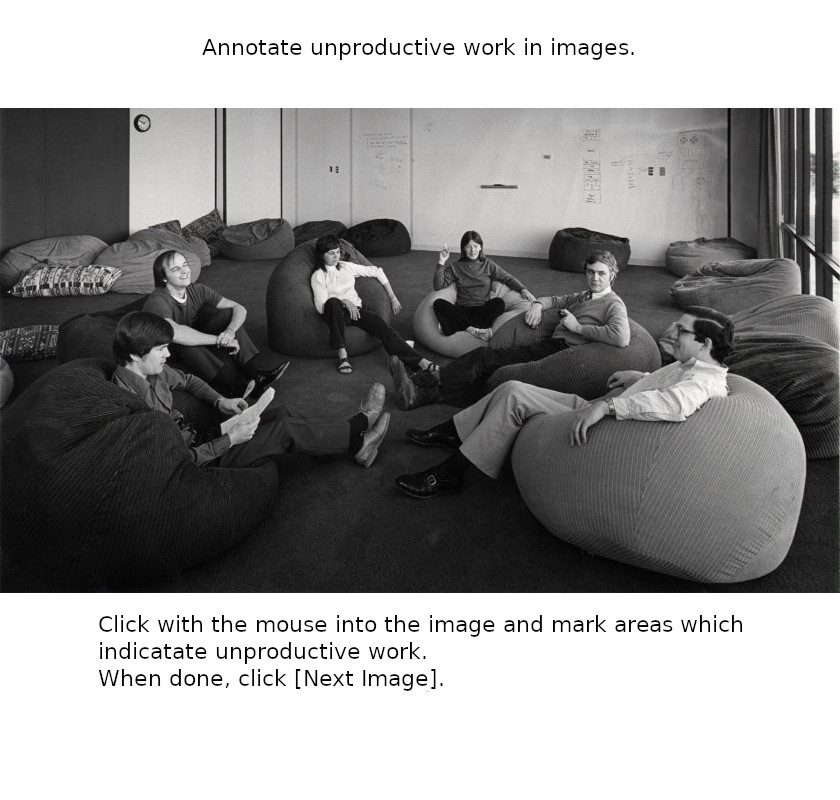 Annotate unproductive work in images.
Click with the mouse into the image and mark areas which
indicatate unproductive work.
When done, click [Next Image].